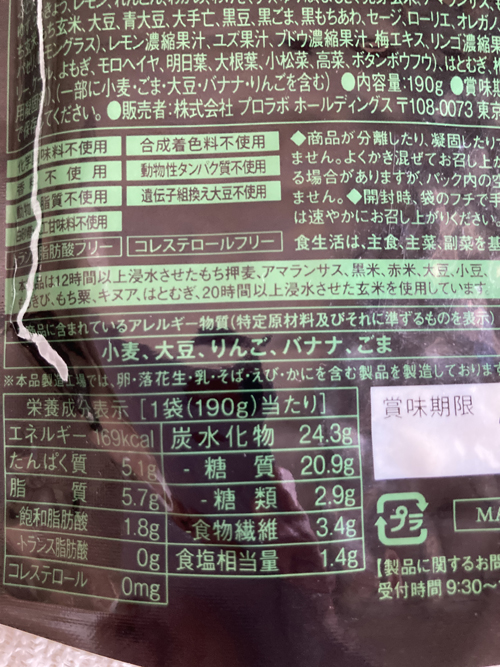 ち玄米、大豆、青大豆、大手亡、黒豆、黒ごま、黒もちあわ、セージ、ローリエ、オレガ
ングラス)、レモン濃縮果汁、ユズ果汁、ブドウ濃縮果汁、梅エキス、リンゴ濃縮果
よもぎ、モロヘイヤ、明日葉、大根葉、小松菜、高菜、ボタンボウフウ)、はとむぎ、
(一部に小麦・ごま・大豆・バナナ・りんごを含む) ●内容量:190g ●賞味期
てください。 ●販売者:株式会社 プロラボ ホールディングス 〒108-0073 東京
味料不使用 合成着色料不使用
不使用 動物性タンパク質不使用
脂質不使用 遺伝子組換え大豆不使用
工甘味料不使用
トランス脂肪酸フリー コレステロールフリー
◆商品が分離したり、凝固したり
ません。よくかき混ぜてお召し上
る場合がありますが、パック内の空
ません。◆開封時、袋のフチで手
は速やかにお召し上がりください
食生活は、主食、主菜、副菜を基
本品は12時間以上浸水させたもち押麦、アマランサス、黒米、赤米、大豆、小豆、
きび、もち粟、キヌア、はとむぎ、20時間以上浸水させた玄米を使用しています
商品に含まれているアレルギー物質(特定原材料及びそれに準ずるものを表示)
小麦、大豆、りんご、バナナ、ごま
※本品製造工場では、卵・落花生・乳・そば・えび・かにを含む製品を製造しております
栄養成分表示 [1袋(190g)当たり]
エネルギー 169kcal
たんぱく質 5.1g
脂質 5.7g
-飽和脂肪酸 1.8g
-トランス脂肪酸 0g
コレステロール 0mg
炭水化物 24.3g
-糖質 20.9g
-糖類 2.9g
-食物繊維 3.4g
食塩相当量 1.4g
賞味期限
プラ
MA
【製品に関するお問
受付時間 9:30〜